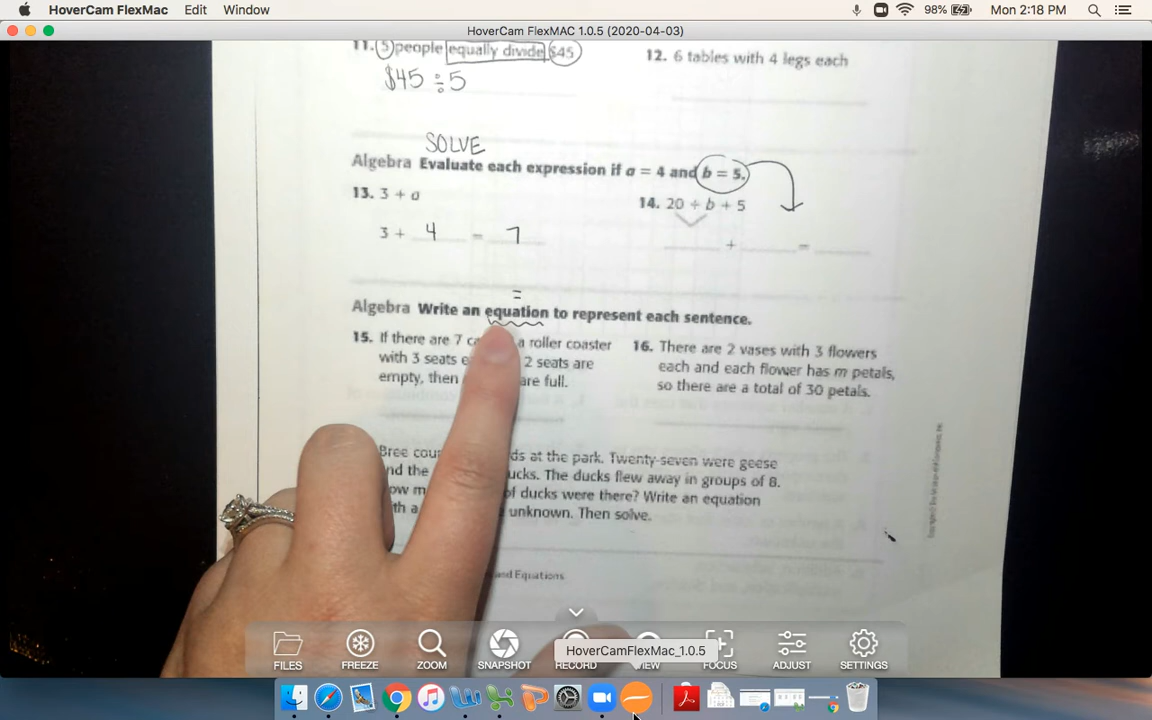 HoverCam FlexMac Edit Window 98% Mon 2:18 PM
HoverCam FlexMAC 1.0.5 (2020-04-03)
11. 5 people equally divide $45
$45 ÷ 5
12. 6 tables with 4 legs each
SOLVE
Algebra Evaluate each expression if a = 4 and b = 5.
13. 3 + a
14. 20 ÷ b + 5
3 + 4 = 7
+ =
=
Algebra Write an equation to represent each sentence.
15. If there are 7 a roller coaster
with 3 seats 2 seats are
empty, then are full.
16. There are 2 vases with 3 flowers
each and each flower has m petals,
so there are a total of 30 petals.
Bree at the park. Twenty-seven were geese
the The ducks flew away in groups of 8.
of ducks were there? Write an equation
a unknown. Then solve.
and Equations
HoverCamFlexMac_1.0.5
FILES FREEZE ZOOM SNAPSHOT RECORD FOCUS ADJUST SETTINGS